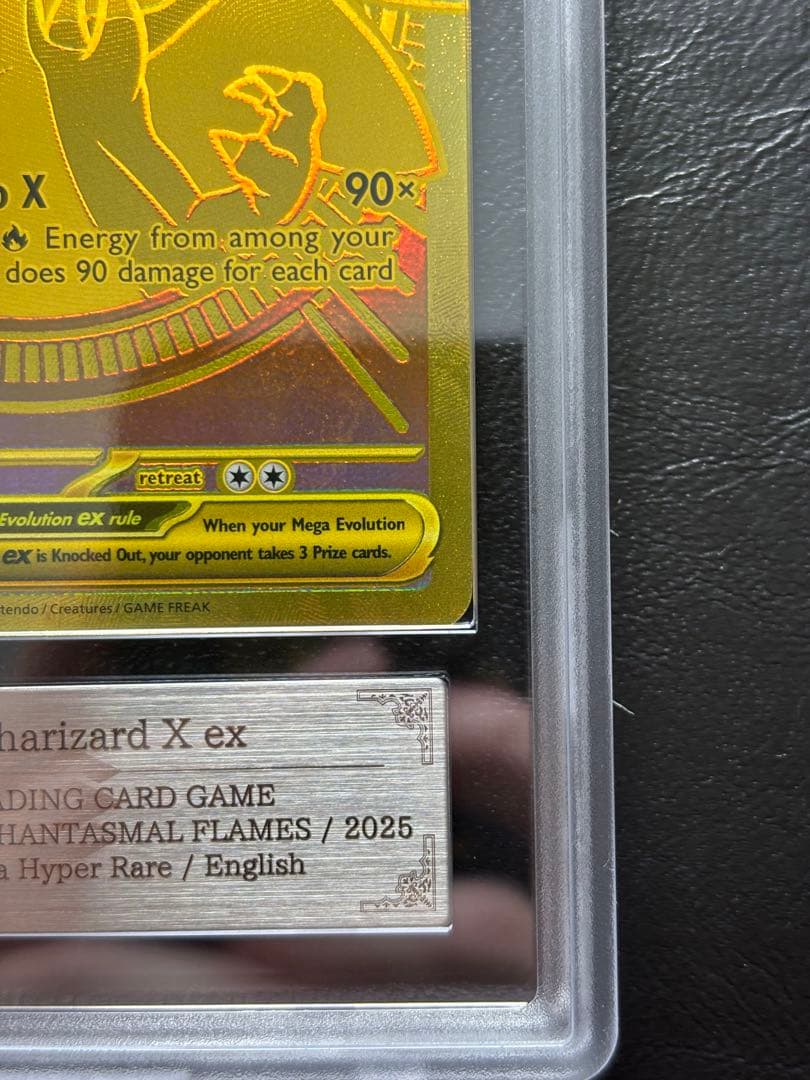 X 90×
Energy from among your
does 90 damage for each card
retreat
Evolution ex rule When your Mega Evolution
ex is Knocked Out, your opponent takes 3 Prize cards.
tendo / Creatures / GAME FREAK
harizard X ex
ADING CARD GAME
HANTASMAL FLAMES / 2025
a Hyper Rare / English